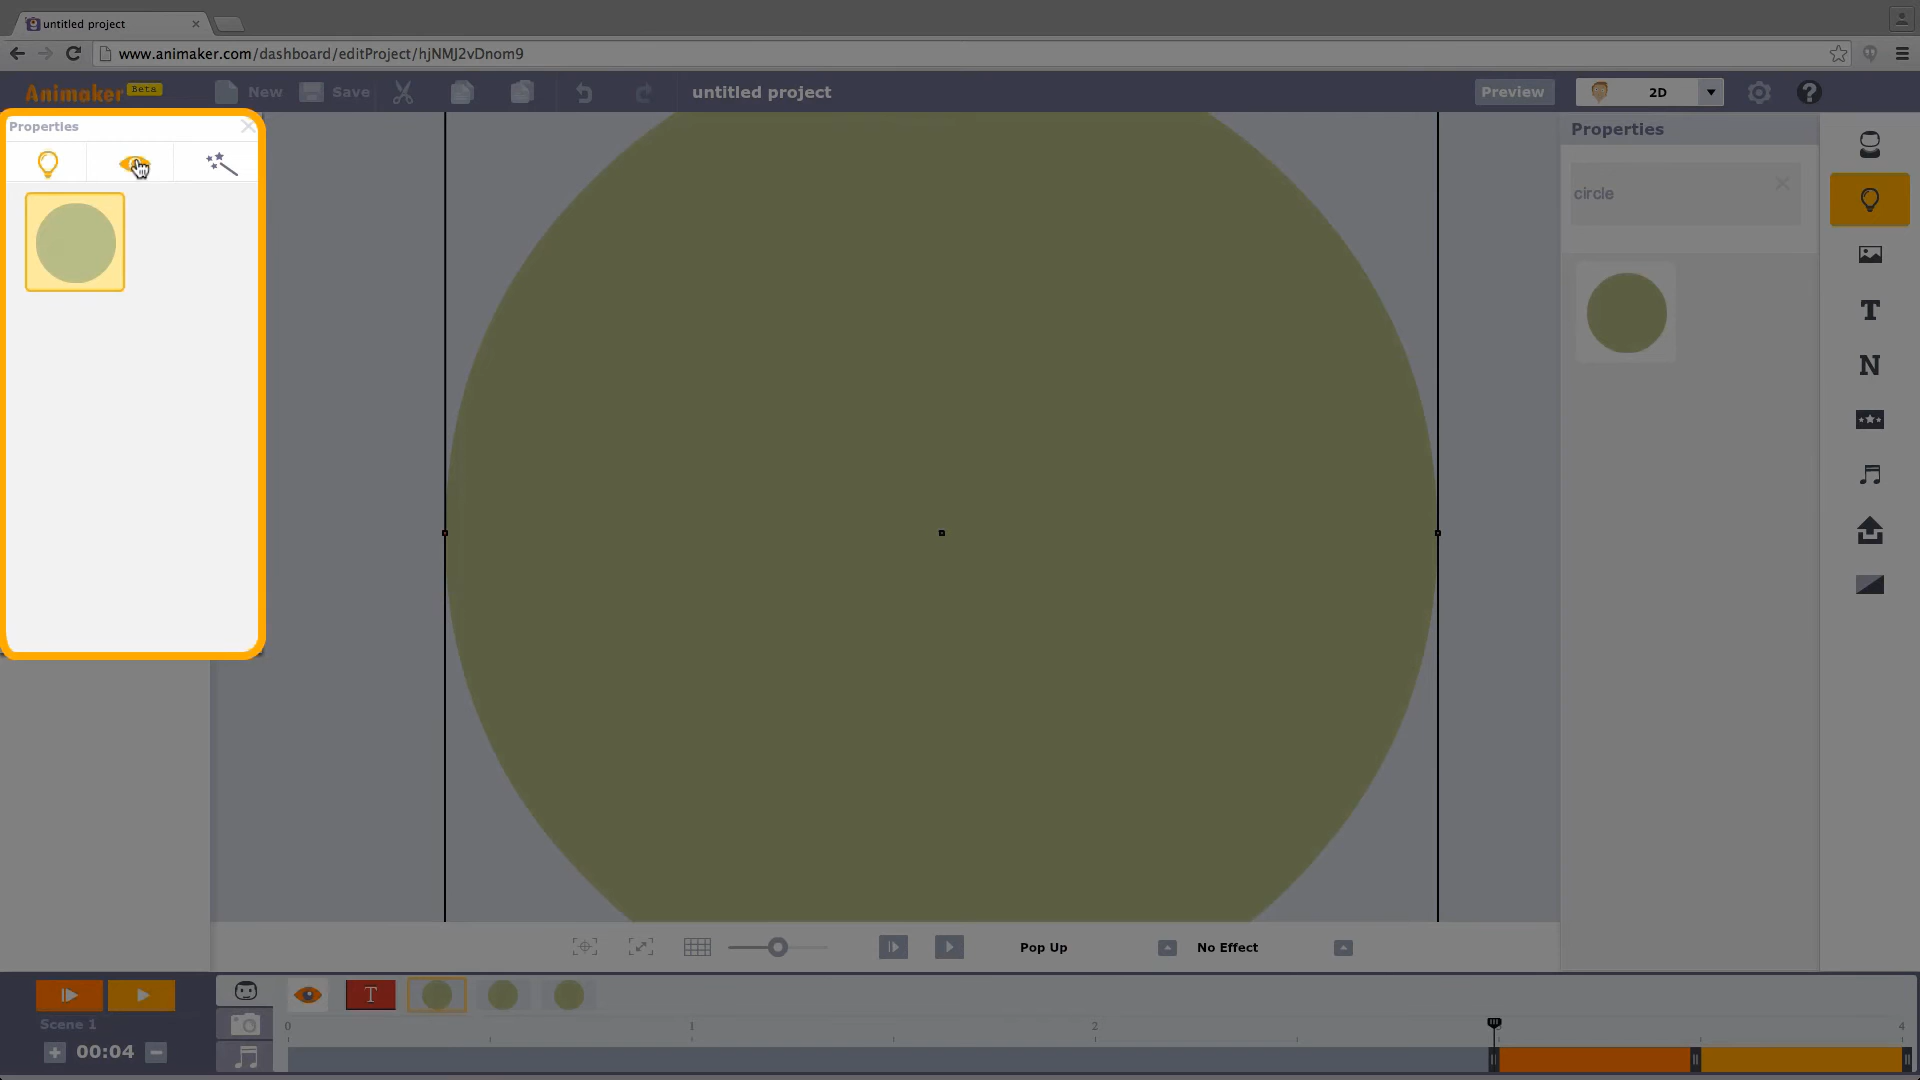 untitled project
www.animaker.com/dashboard/editProject/hjNMJ2vDnom9
Animaker Beta
New
Save
untitled project
Preview
2D
?
Properties
Properties
circle
T
N
Pop Up
No Effect
T
Scene 1
00:04
0
1
2
4